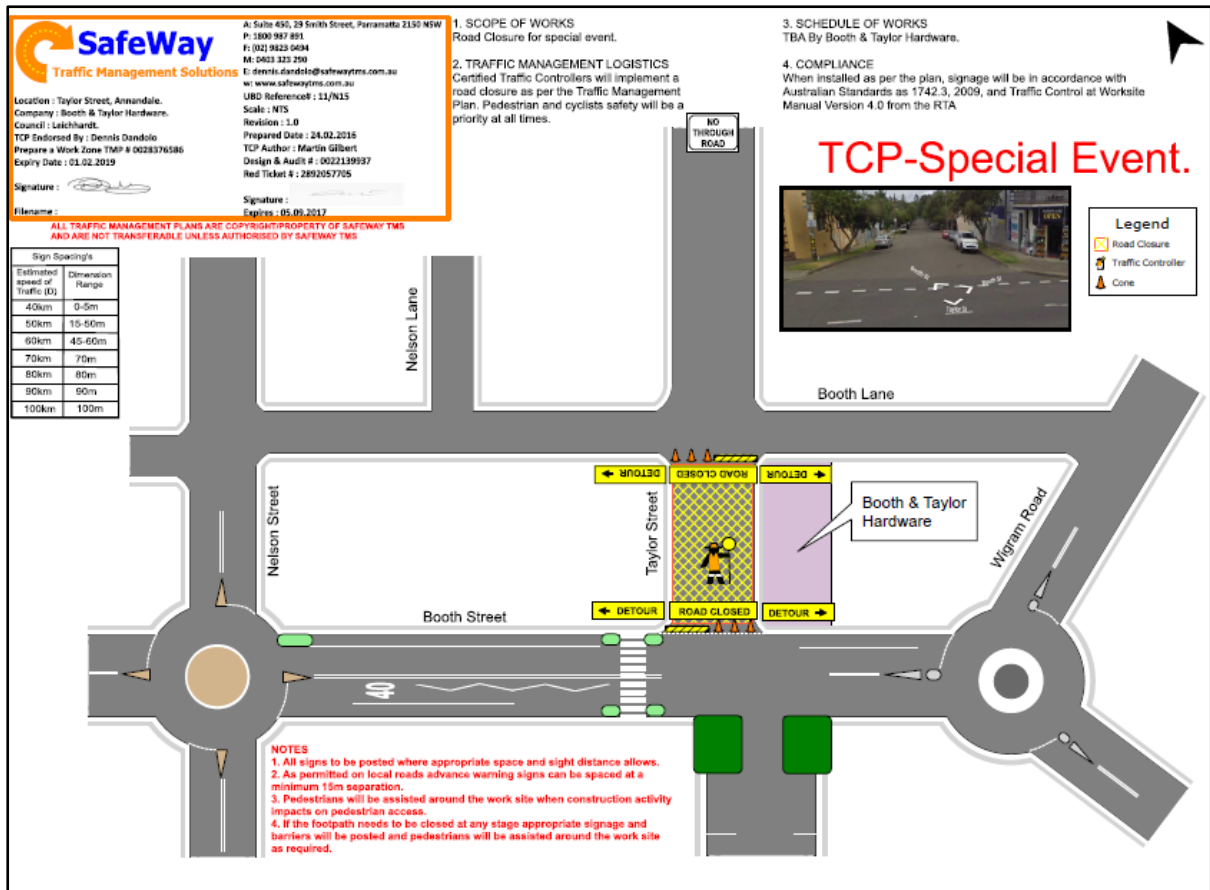 SafeWay
Traffic Management Solutions
Location : Taylor Street, Annandale.
Company : Booth & Taylor Hardware.
Council : Leichhardt.
TCP Endorsed By : Dennis Dandolo
Prepare a Work Zone TMP # 0028376586
Expiry Date : 01.02.2019
Signature :
Filename :
A: Suite 450, 29 Smith Street, Parramatta 2150 NSW
P: 1800 987 891
F: (02) 9823 0494
M: 0403 323 290
E: dennis.dandolo@safewaytms.com.au
w: www.safewaytms.com.au
UBD Reference# : 11/N15
Scale : NTS
Revision : 1.0
Prepared Date : 24.02.2016
TCP Author : Martin Gilbert
Design & Audit # : 0022139937
Red Ticket # : 2892057705
Signature :
Expires : 05.09.2017
ALL TRAFFIC MANAGEMENT PLANS ARE COPYRIGHT/PROPERTY OF SAFEWAY TMS
AND ARE NOT TRANSFERABLE UNLESS AUTHORISED BY SAFEWAY TMS
1. SCOPE OF WORKS
Road Closure for special event.
2. TRAFFIC MANAGEMENT LOGISTICS
Certified Traffic Controllers will implement a
road closure as per the Traffic Management
Plan. Pedestrian and cyclists safety will be a
priority at all times.
3. SCHEDULE OF WORKS
TBA By Booth & Taylor Hardware.
4. COMPLIANCE
When installed as per the plan, signage will be in accordance with
Australian Standards as 1742.3, 2009, and Traffic Control at Worksite
Manual Version 4.0 from the RTA
NO
THROUGH
ROAD
TCP-Special Event.
OPEN
Booth St
Booth St
Taylor St
Legend
Road Closure
Traffic Controller
Cone
Sign Spacing's
Estimated speed of Traffic (D) Dimension Range
40km 0-5m
50km 15-50m
60km 45-60m
70km 70m
80km 80m
90km 90m
100km 100m
Nelson Lane
Booth Lane
DETOUR ROAD CLOSED DETOUR
Nelson Street
Taylor Street
Booth & Taylor
Hardware
Wigram Road
DETOUR ROAD CLOSED DETOUR
Booth Street
40
NOTES
1. All signs to be posted where appropriate space and sight distance allows.
2. As permitted on local roads advance warning signs can be spaced at a
minimum 15m separation.
3. Pedestrians will be assisted around the work site when construction activity
impacts on pedestrian access.
4. If the footpath needs to be closed at any stage appropriate signage and
barriers will be posted and pedestrians will be assisted around the work site
as required.